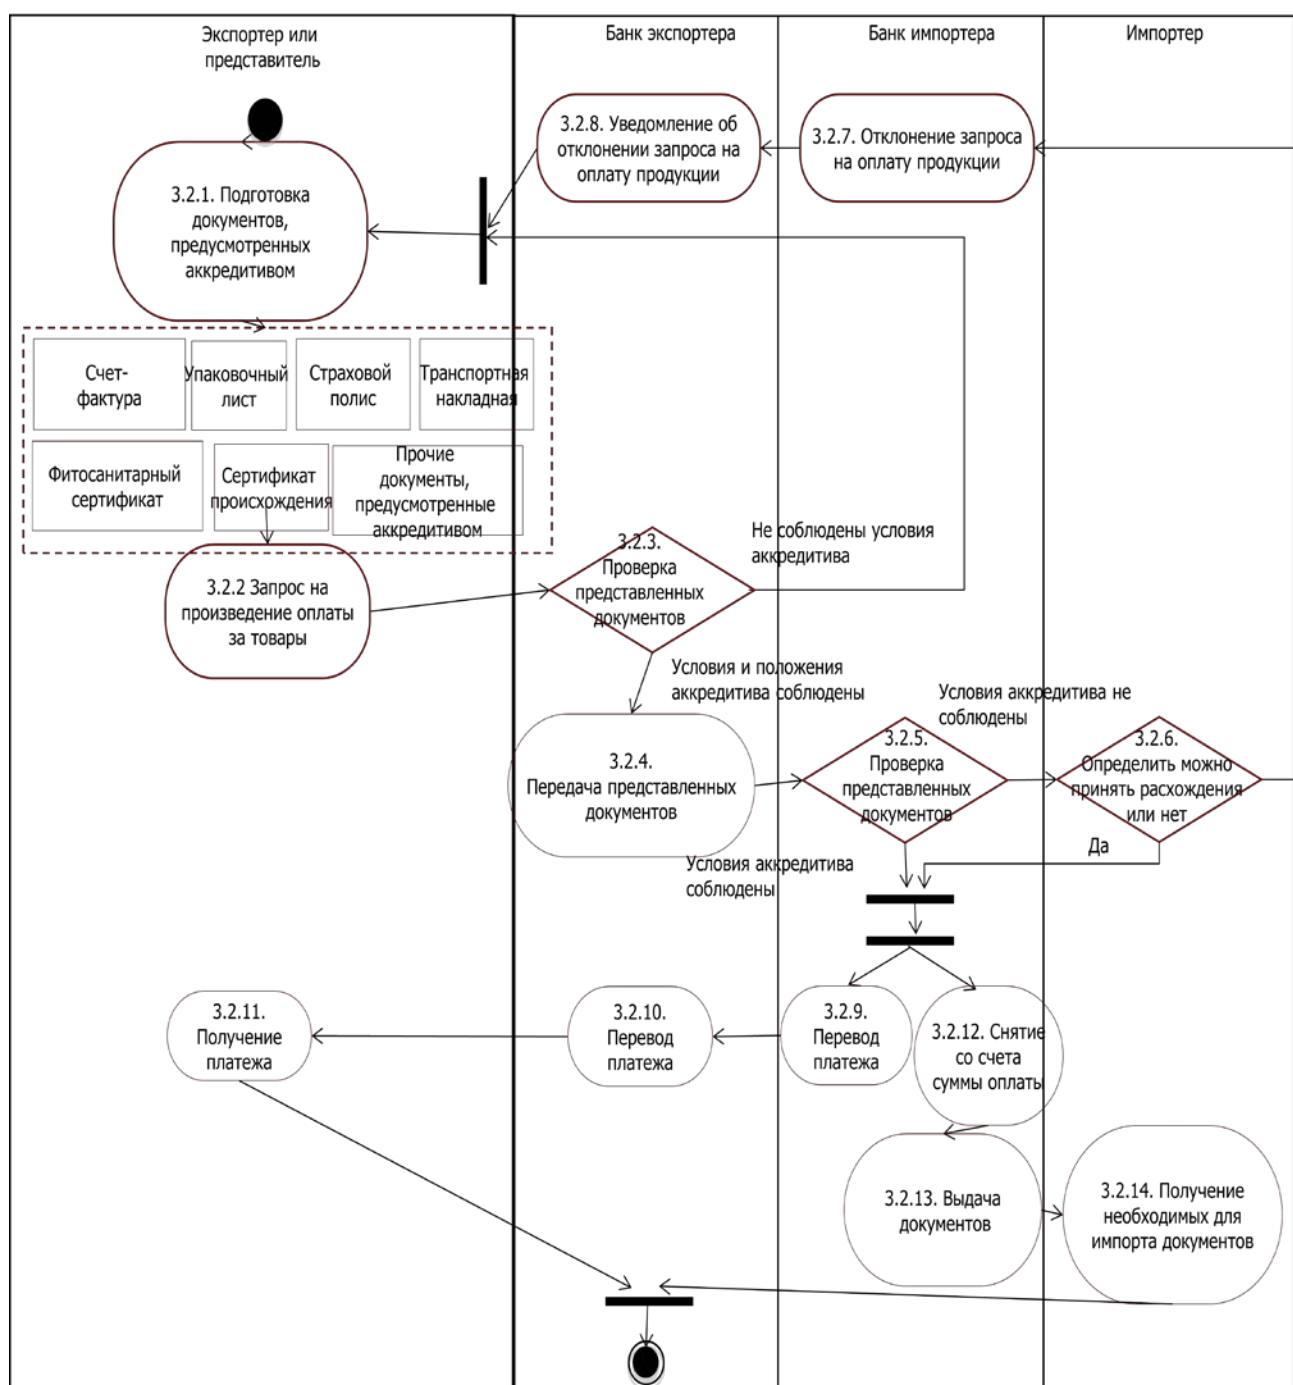 Экспортер или
представитель
Банк экспортера
Банк импортера
Импортер
3.2.8. Уведомление об
отклонении запроса на
оплату продукции
3.2.7. Отклонение запроса
на оплату продукции
3.2.1. Подготовка
документов,
предусмотренных
аккредитивом
Счет-
фактура
Упаковочный
лист
Страховой
полис
Транспортная
накладная
Фитосанитарный
сертификат
Сертификат
происхождения
Прочие
документы,
предусмотренные
аккредитивом
3.2.2 Запрос на
произведение оплаты
за товары
3.2.3.
Проверка
представленных
документов
Не соблюдены условия
аккредитива
Условия и положения
аккредитива соблюдены
3.2.4.
Передача представленных
документов
3.2.5.
Проверка
представленных
документов
Условия аккредитива не
соблюдены
3.2.6.
Определить можно
принять расхождения
или нет
Условия аккредитива
соблюдены
Да
3.2.11.
Получение
платежа
3.2.10.
Перевод
платежа
3.2.9.
Перевод
платежа
3.2.12. Снятие
со счета
суммы оплаты
3.2.13. Выдача
документов
3.2.14. Получение
необходимых для
импорта документов